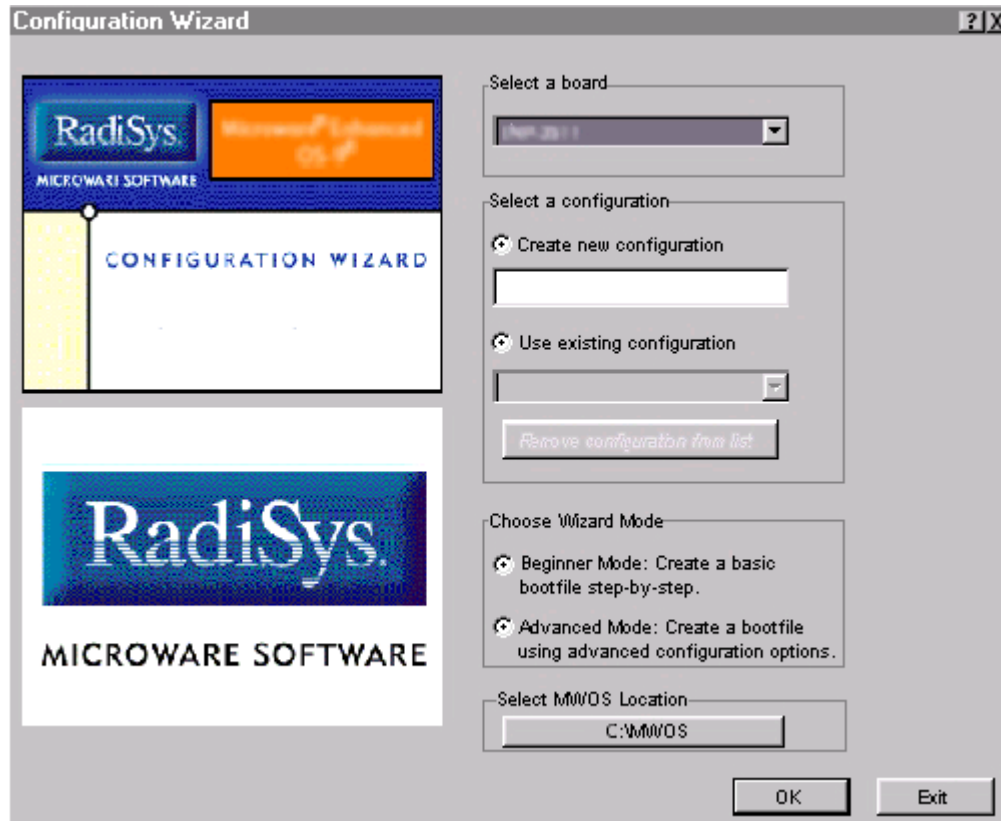 Configuration Wizard
RadiSys.
MICROWARE SOFTWARE
CONFIGURATION WIZARD
RadiSys.
MICROWARE SOFTWARE
Select a board
Select a configuration
Create new configuration
Use existing configuration
Remove configuration from list
Choose Wizard Mode
Beginner Mode: Create a basic
bootfile step-by-step.
Advanced Mode: Create a bootfile
using advanced configuration options.
Select MWOS Location
C:\MWOS
OK
Exit